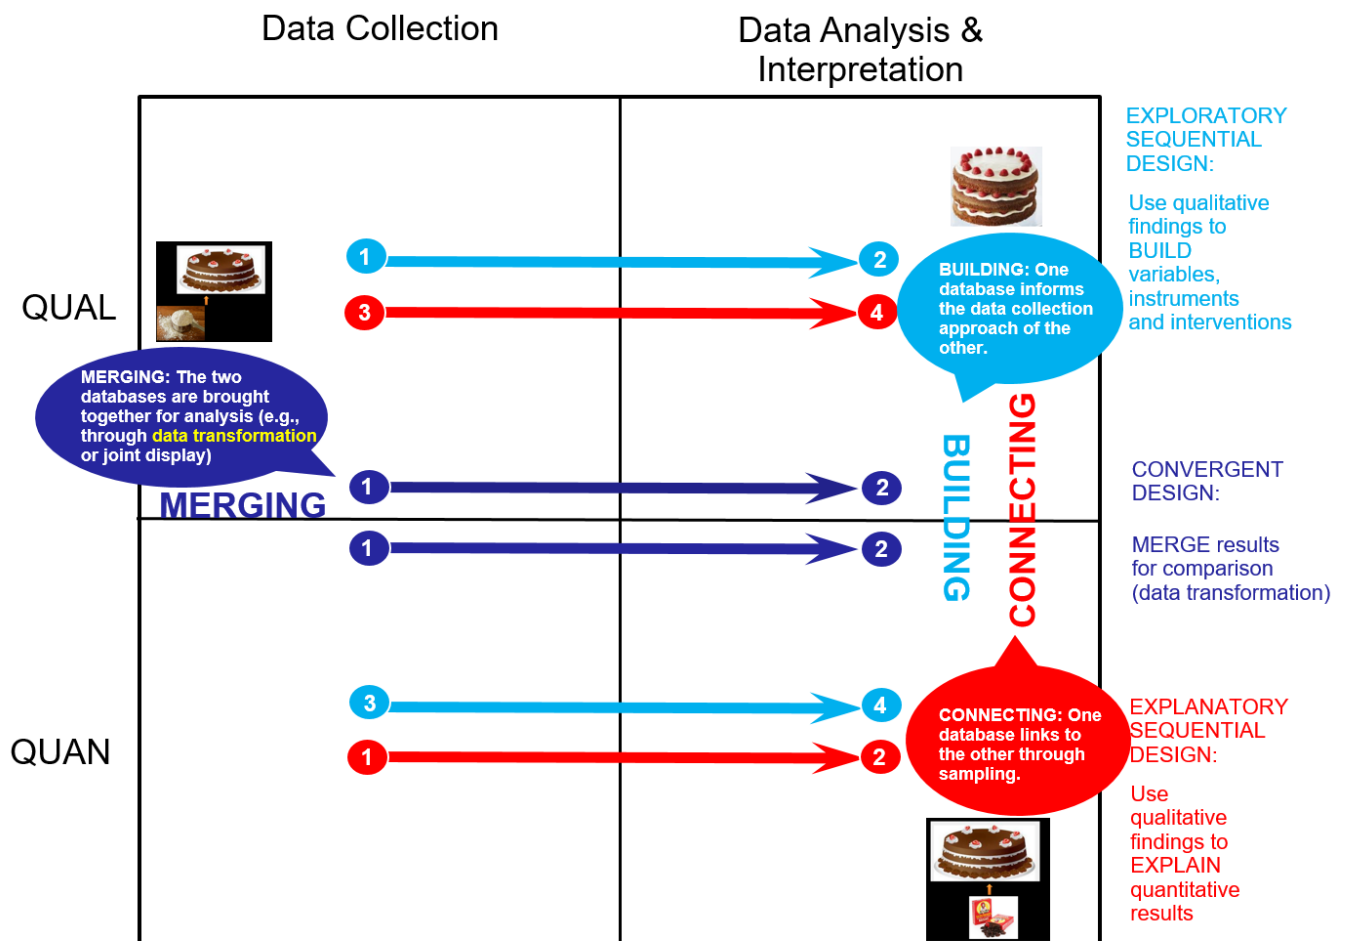 Data Collection
Data Analysis &
Interpretation
EXPLORATORY
SEQUENTIAL
DESIGN:
Use qualitative
findings to
BUILD
variables,
instruments
and interventions
QUAL
1
2
3
4
BUILDING: One
database informs
the data collection
approach of the
other.
MERGING: The two
databases are brought
together for analysis (e.g.,
through data transformation
or joint display)
MERGING
1
2
1
2
BUILDING
CONNECTING
CONVERGENT
DESIGN:
MERGE results
for comparison
(data transformation)
QUAN
3
4
1
2
CONNECTING: One
database links to
the other through
sampling.
EXPLANATORY
SEQUENTIAL
DESIGN:
Use
qualitative
findings to
EXPLAIN
quantitative
results